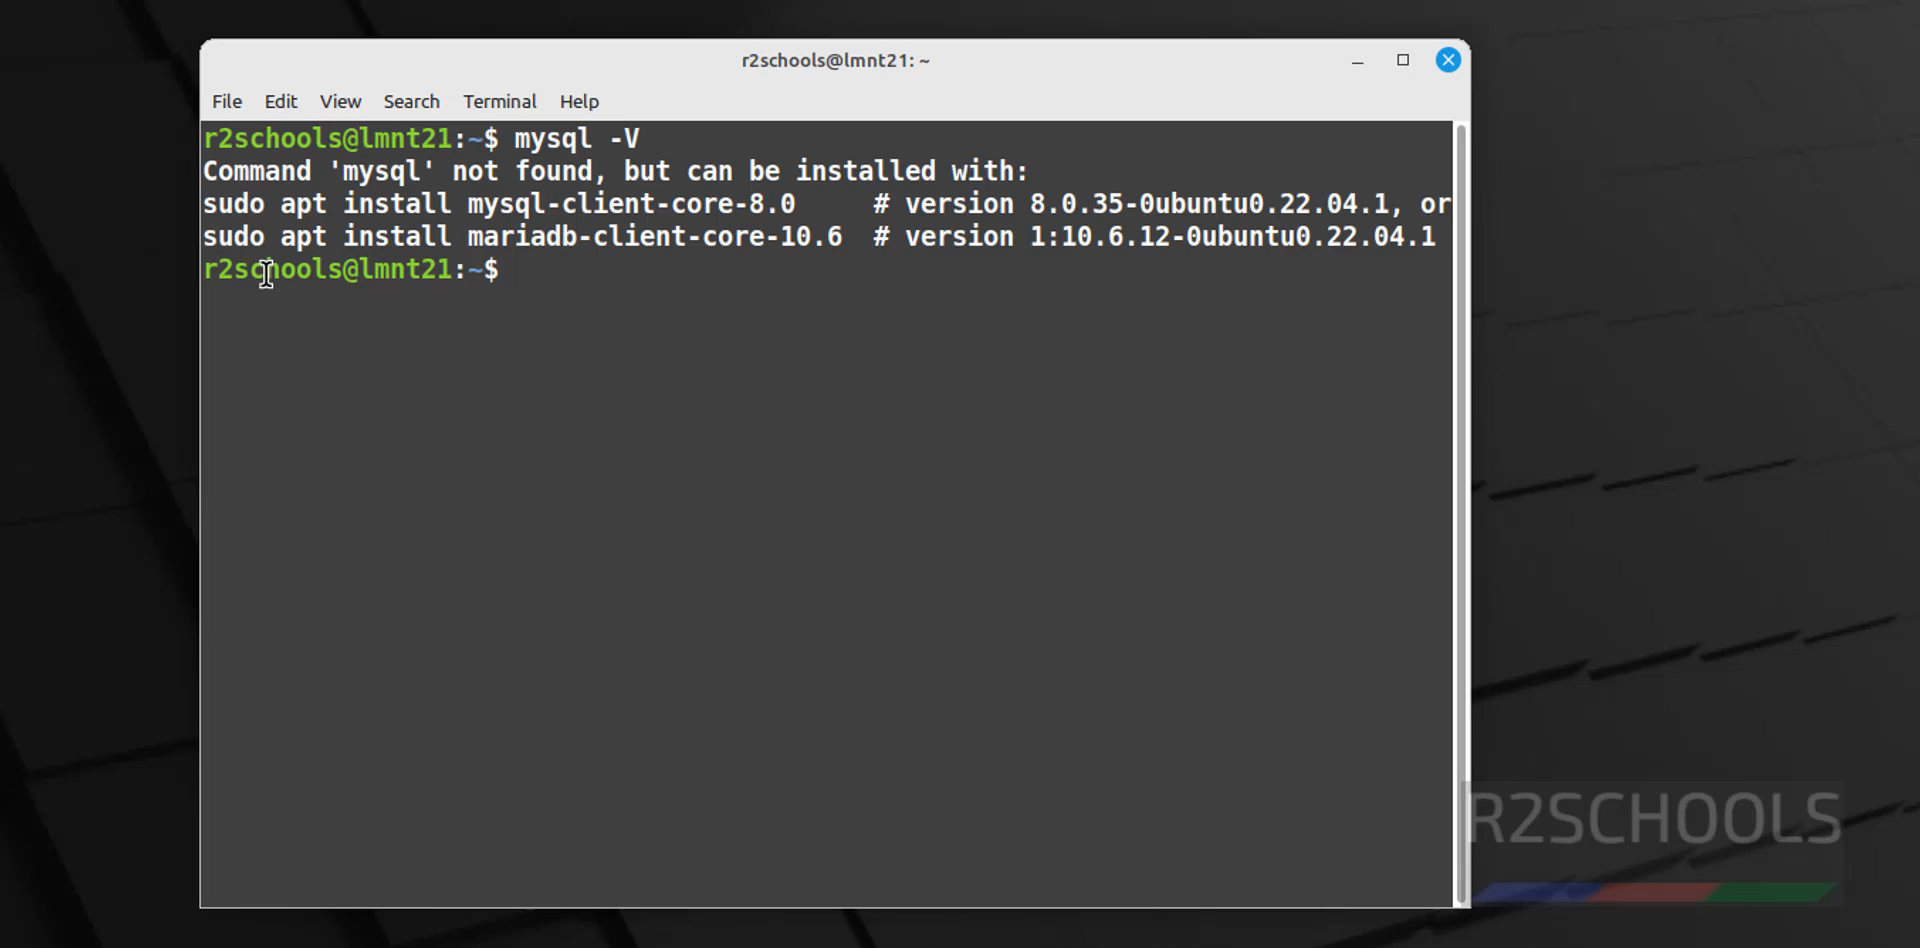 r2schools@lmnt21: ~
File Edit View Search Terminal Help
r2schools@lmnt21:~$ mysql -V
Command 'mysql' not found, but can be installed with:
sudo apt install mysql-client-core-8.0     # version 8.0.35-0ubuntu0.22.04.1, or
sudo apt install mariadb-client-core-10.6  # version 1:10.6.12-0ubuntu0.22.04.1
r2schools@lmnt21:~$
R2SCHOOLS